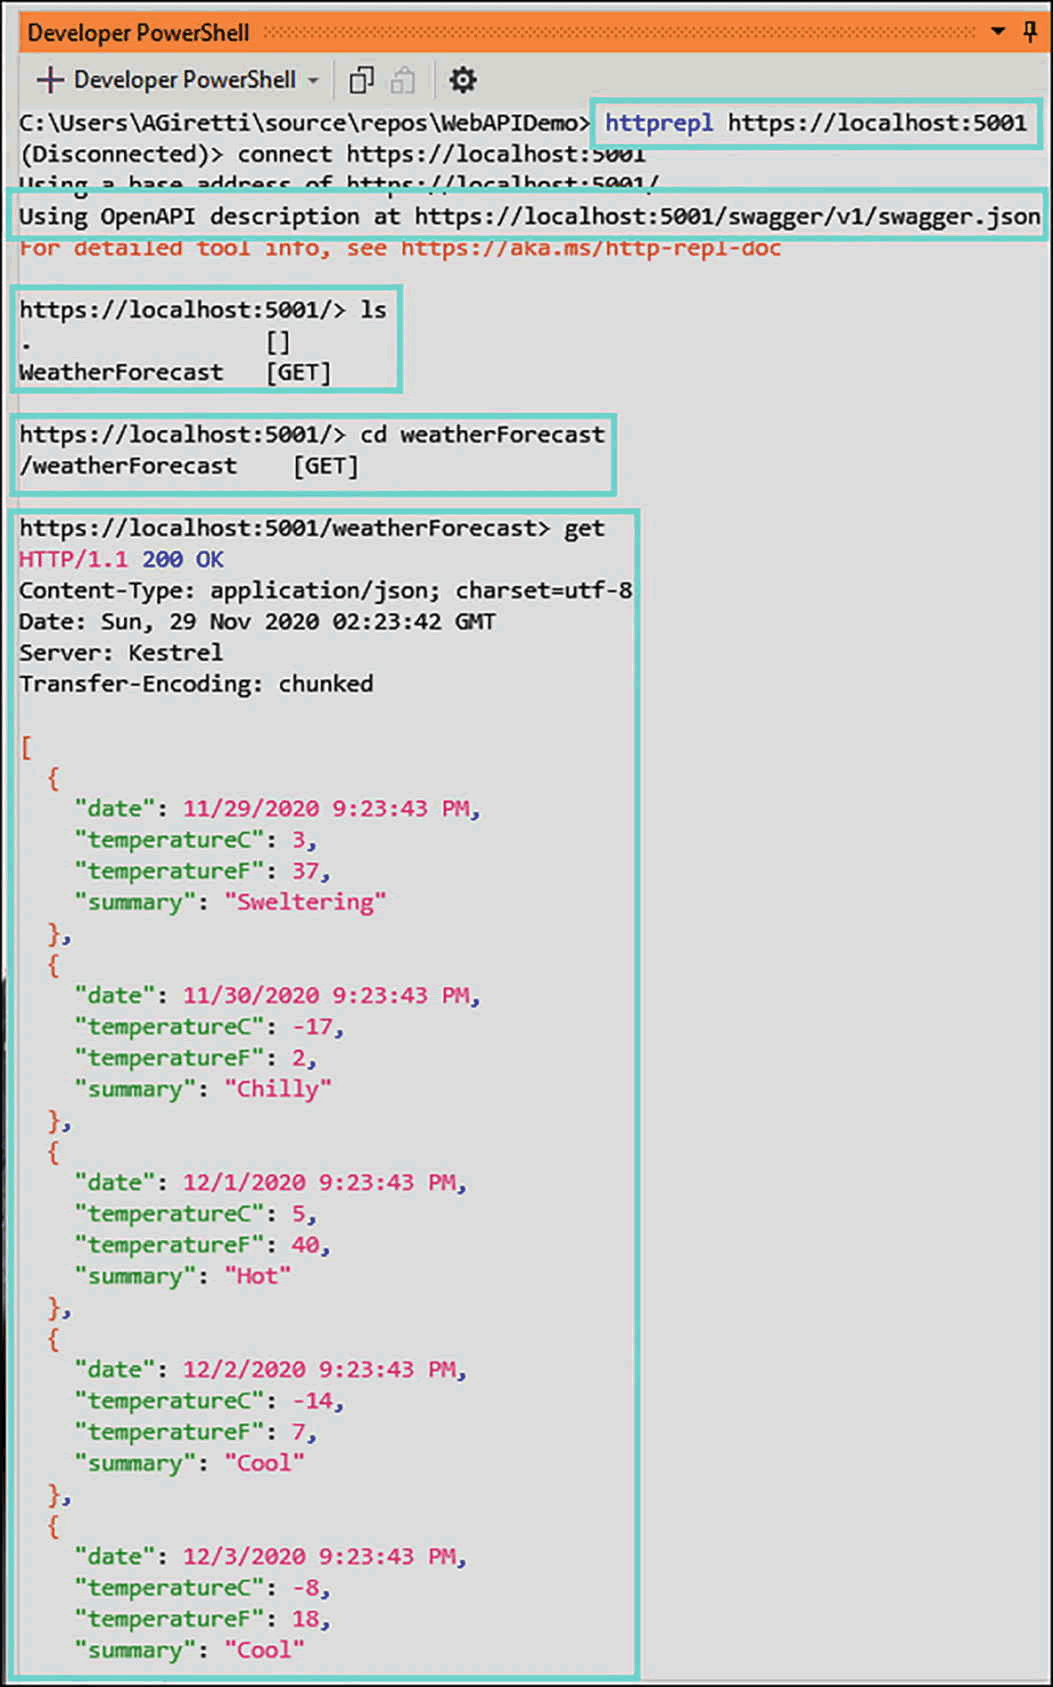 Developer PowerShell
Developer PowerShell
C:\Users\AGiretti\source\repos\WebAPIDemo> httprepl https://localhost:5001
(Disconnected)> connect https://localhost:5001
Using a base address of https://localhost:5001/
Using OpenAPI description at https://localhost:5001/swagger/v1/swagger.json
For detailed tool info, see https://aka.ms/http-repl-doc
https://localhost:5001/> ls
. []
WeatherForecast [GET]
https://localhost:5001/> cd weatherForecast
/weatherForecast [GET]
https://localhost:5001/weatherForecast> get
HTTP/1.1 200 OK
Content-Type: application/json; charset=utf-8
Date: Sun, 29 Nov 2020 02:23:42 GMT
Server: Kestrel
Transfer-Encoding: chunked
[
{
"date": 11/29/2020 9:23:43 PM,
"temperatureC": 3,
"temperatureF": 37,
"summary": "Sweltering"
},
{
"date": 11/30/2020 9:23:43 PM,
"temperatureC": -17,
"temperatureF": 2,
"summary": "Chilly"
},
{
"date": 12/1/2020 9:23:43 PM,
"temperatureC": 5,
"temperatureF": 40,
"summary": "Hot"
},
{
"date": 12/2/2020 9:23:43 PM,
"temperatureC": -14,
"temperatureF": 7,
"summary": "Cool"
},
{
"date": 12/3/2020 9:23:43 PM,
"temperatureC": -8,
"temperatureF": 18,
"summary": "Cool"